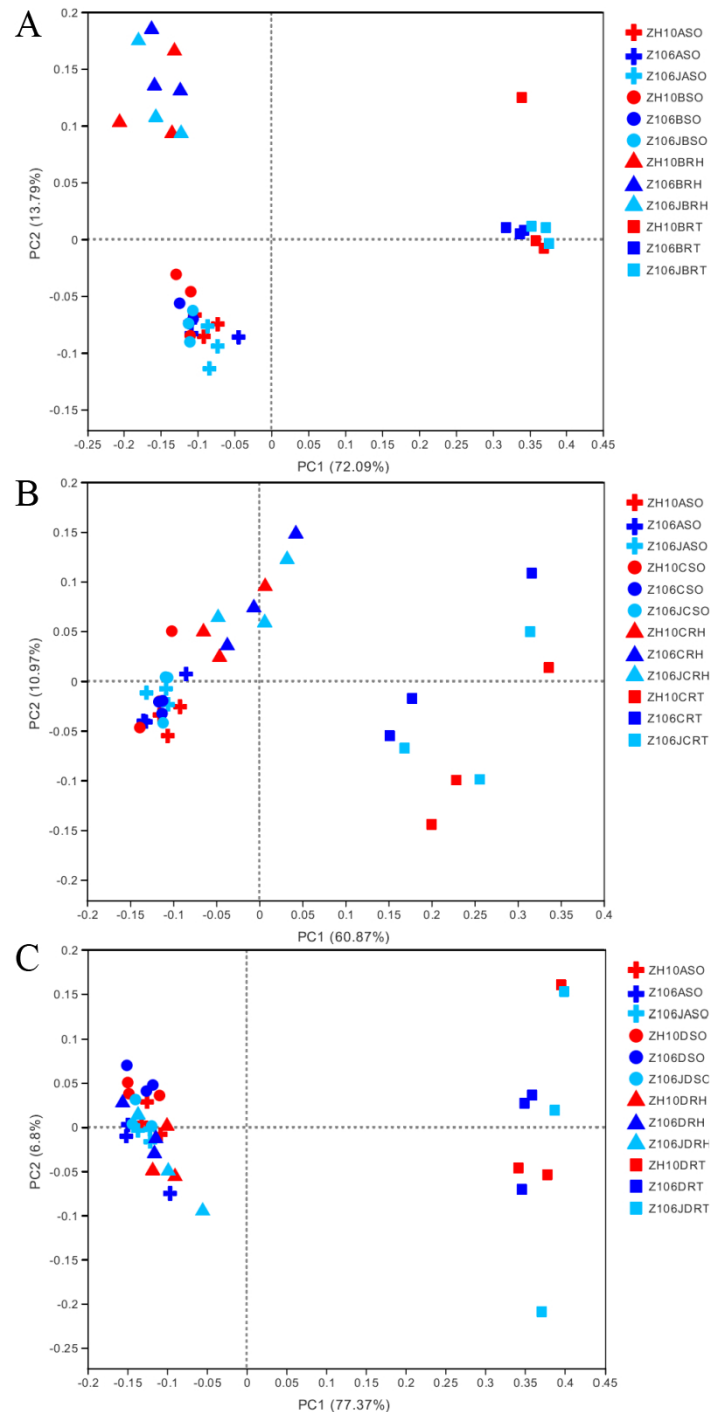 A
0.2
0.15
0.1
0.05
0
-0.05
-0.1
-0.15
PC2 (13.79%)
-0.25 -0.2 -0.15 -0.1 -0.05 0 0.05 0.1 0.15 0.2 0.25 0.3 0.35 0.4 0.45
PC1 (72.09%)
ZH10ASO
Z106ASO
Z106JASO
ZH10BSO
Z106BSO
Z106JBSO
ZH10BRH
Z106BRH
Z106JBRH
ZH10BRT
Z106BRT
Z106JBRT
B
0.2
0.15
0.1
0.05
0
-0.05
-0.1
-0.15
-0.2
PC2 (10.97%)
-0.2 -0.15 -0.1 -0.05 0 0.05 0.1 0.15 0.2 0.25 0.3 0.35 0.4
PC1 (60.87%)
ZH10ASO
Z106ASO
Z106JASO
ZH10CSO
Z106CSO
Z106JCSO
ZH10CRH
Z106CRH
Z106JCRH
ZH10CRT
Z106CRT
Z106JCRT
C
0.2
0.15
0.1
0.05
0
-0.05
-0.1
-0.15
-0.2
-0.25
PC2 (6.8%)
-0.2 -0.15 -0.1 -0.05 0 0.05 0.1 0.15 0.2 0.25 0.3 0.35 0.4 0.45
PC1 (77.37%)
ZH10ASO
Z106ASO
Z106JASO
ZH10DSO
Z106DSO
Z106JDSO
ZH10DRH
Z106DRH
Z106JDRH
ZH10DRT
Z106DRT
Z106JDRT